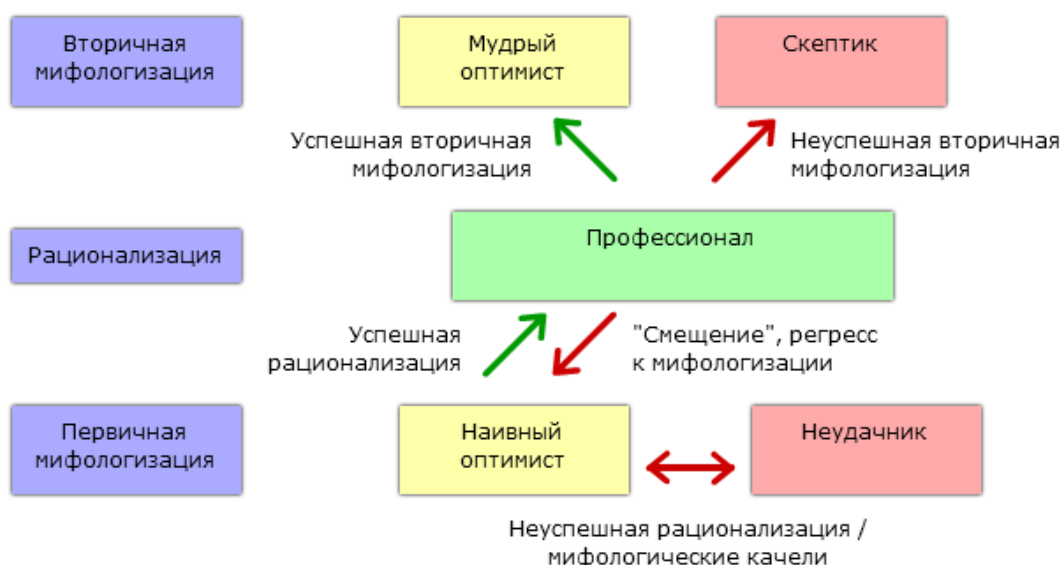 Вторичная
мифологизация
Мудрый
оптимист
Скептик
Успешная вторичная
мифологизация
Неуспешная вторичная
мифологизация
Рационализация
Профессионал
Успешная
рационализация
"Смещение", регресс
к мифологизации
Первичная
мифологизация
Наивный
оптимист
Неудачник
Неуспешная рационализация /
мифологические качели